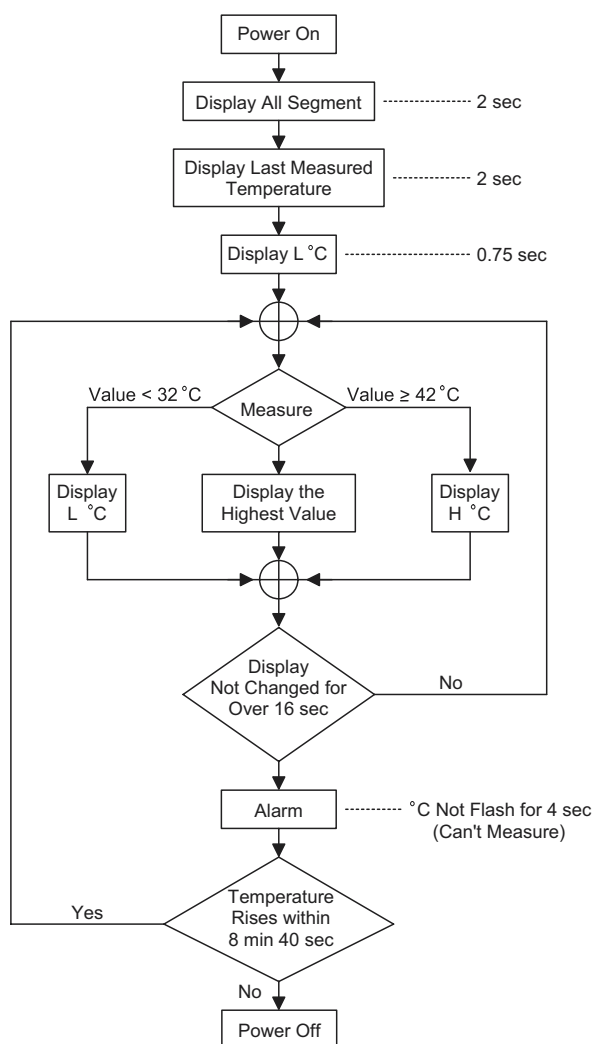 Power On
Display All Segment
2 sec
Display Last Measured
Temperature
2 sec
Display L °C
0.75 sec
Value < 32 °C
Measure
Value ≥ 42 °C
Display
L °C
Display the
Highest Value
Display
H °C
Display
Not Changed for
Over 16 sec
No
Alarm
°C Not Flash for 4 sec
(Can't Measure)
Temperature
Rises within
8 min 40 sec
Yes
No
Power Off